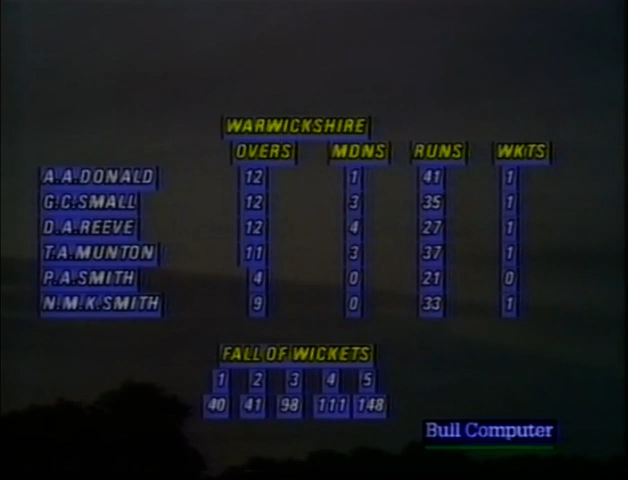 WARWICKSHIRE
OVERS MDNS RUNS WKTS
A.A.DONALD 12 1 41 1
G.C.SMALL 12 3 35 1
D.A.REEVE 12 4 27 1
T.A.MUNTON 11 3 37 1
P.A.SMITH 4 0 21 0
N.M.K.SMITH 9 0 33 1
FALL OF WICKETS
1 2 3 4 5
40 41 98 111 148
Bull Computer